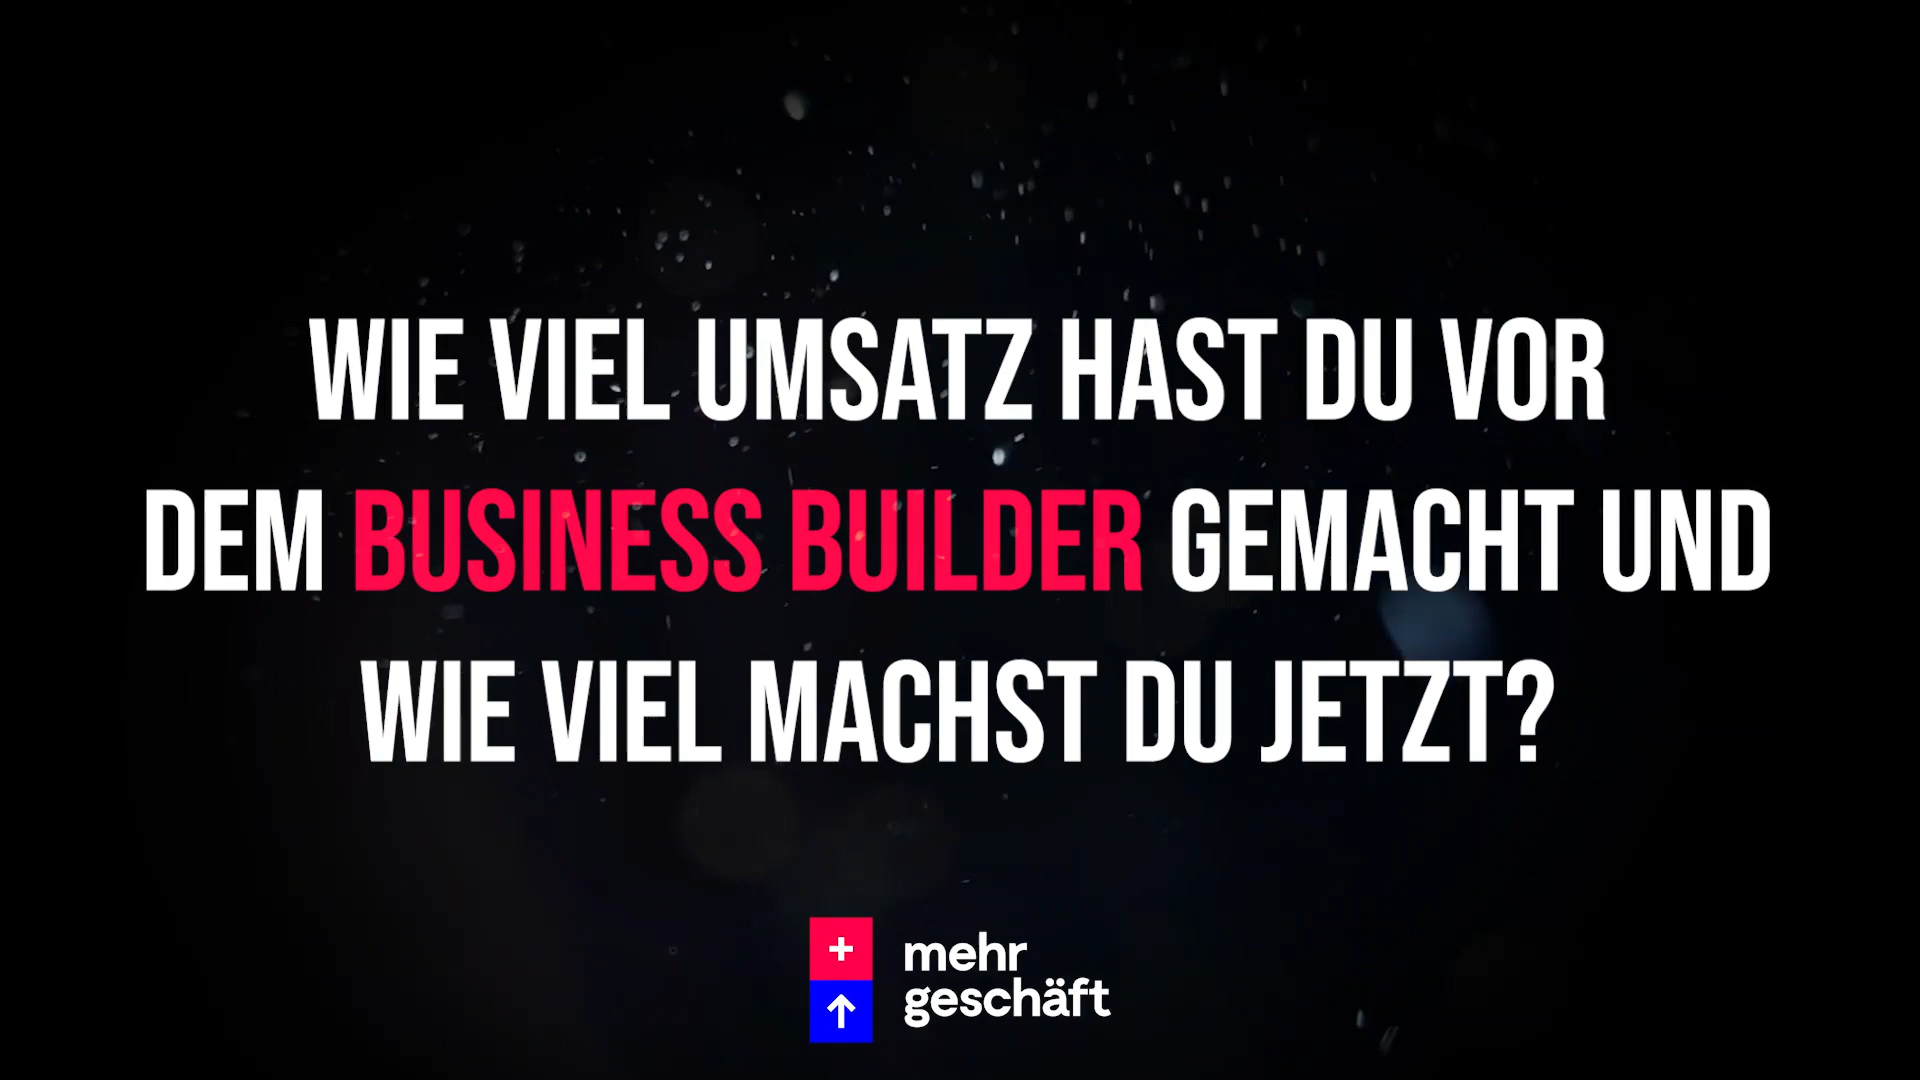 WIE VIEL UMSATZ HAST DU VOR
DEM BUSINESS BUILDER GEMACHT UND
WIE VIEL MACHST DU JETZT?
mehr
geschäft